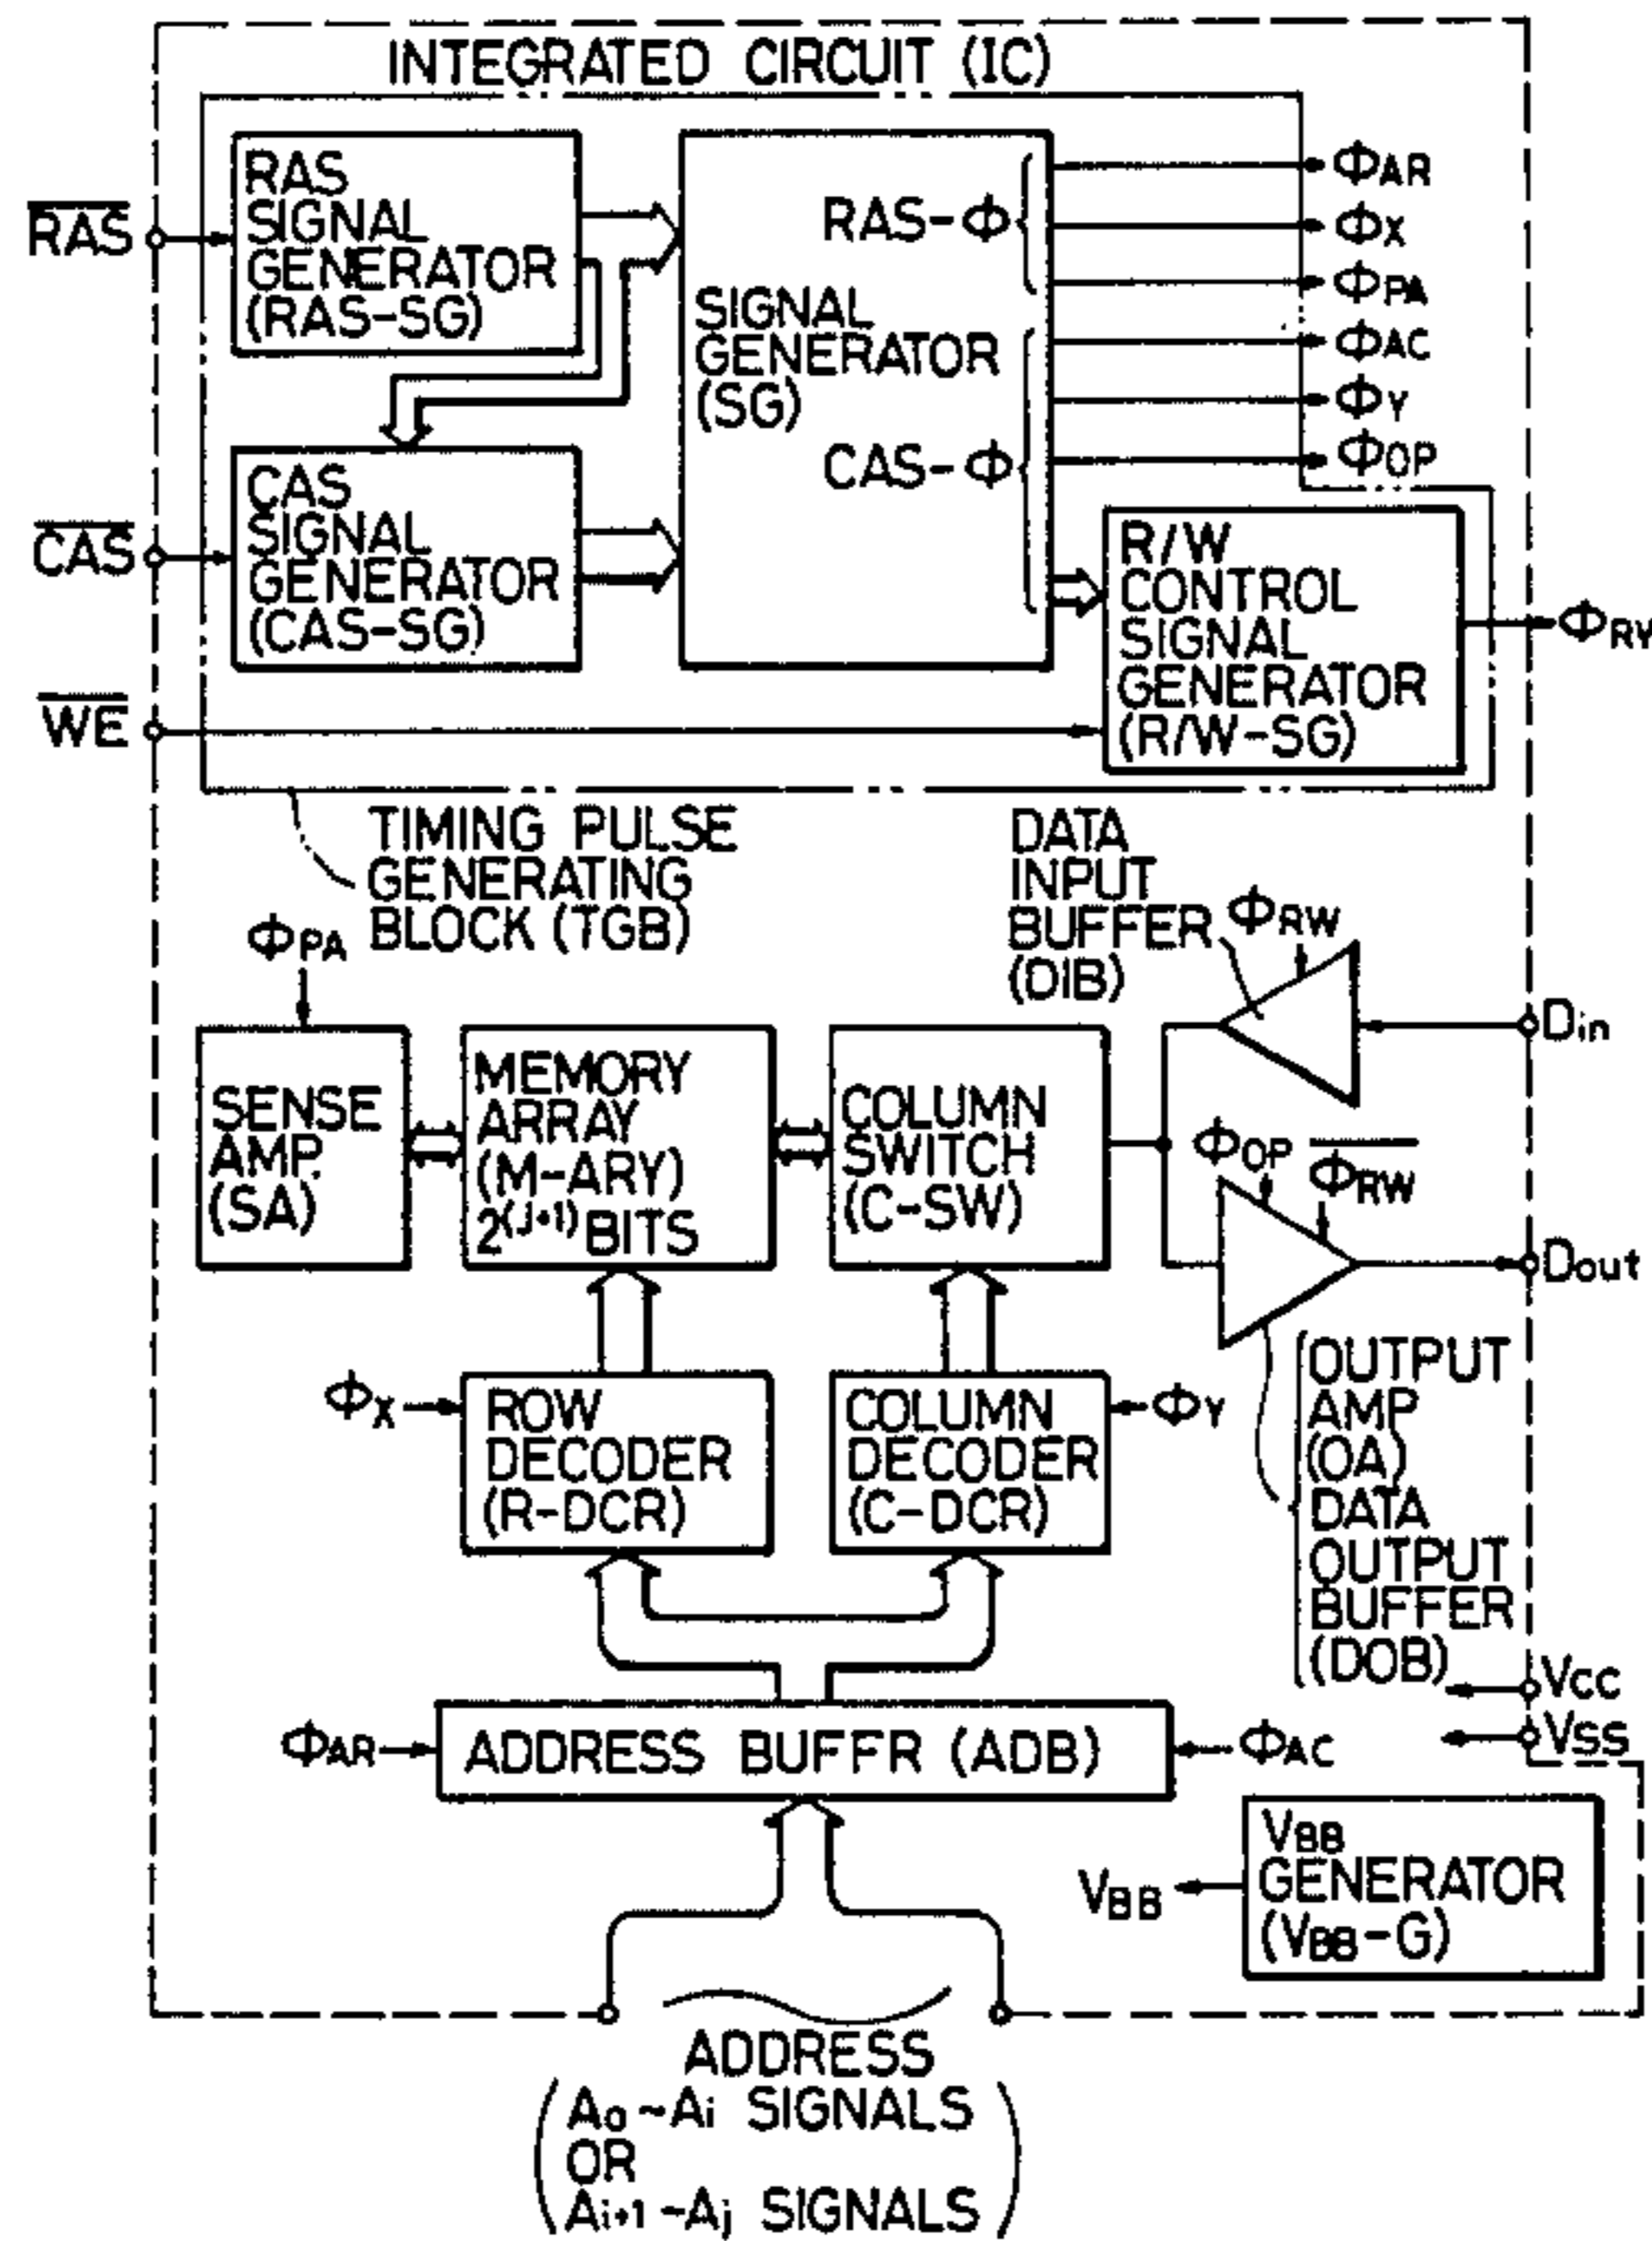 INTEGRATED CIRCUIT (IC)
RAS
SIGNAL
GENERATOR
(RAS-SG)
R̅A̅S̅
SIGNAL
GENERATOR
(SG)
RAS-Φ
CAS-Φ
ΦAR
ΦX
ΦPA
ΦAC
ΦY
ΦOP
C̅A̅S̅
CAS
SIGNAL
GENERATOR
(CAS-SG)
R/W
CONTROL
SIGNAL
GENERATOR
(R/W-SG)
ΦRW
W̅E̅
TIMING PULSE
GENERATING
BLOCK (TGB)
DATA
INPUT
BUFFER
(DIB)
ΦPA
ΦRW
Din
SENSE
AMP.
(SA)
MEMORY
ARRAY
(M-ARY)
2(j+1) BITS
COLUMN
SWITCH
(C-SW)
ΦOP
Φ̅R̅W̅
Dout
ΦX
ROW
DECODER
(R-DCR)
COLUMN
DECODER
(C-DCR)
ΦY
OUTPUT
AMP
(OA)
DATA
OUTPUT
BUFFER
(DOB)
VCC
VSS
ΦAR
ADDRESS BUFFR (ADB)
ΦAC
VBB
VBB
GENERATOR
(VBB-G)
ADDRESS
(A0~Ai SIGNALS
OR
Ai+1~Aj SIGNALS)